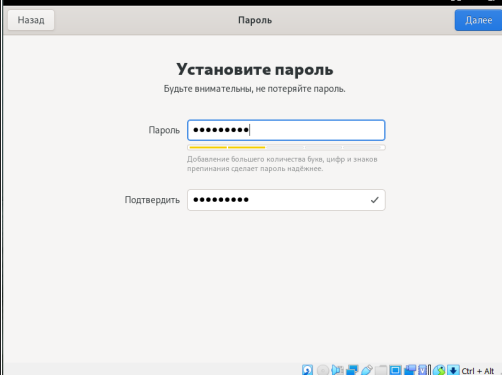 Назад
Пароль
Далее
Установите пароль
Будьте внимательны, не потеряйте пароль.
Пароль
●●●●●●●●●
Добавление большего количества букв, цифр и знаков
препинания сделает пароль надёжнее.
Подтвердить
●●●●●●●●●
Ctrl + Alt